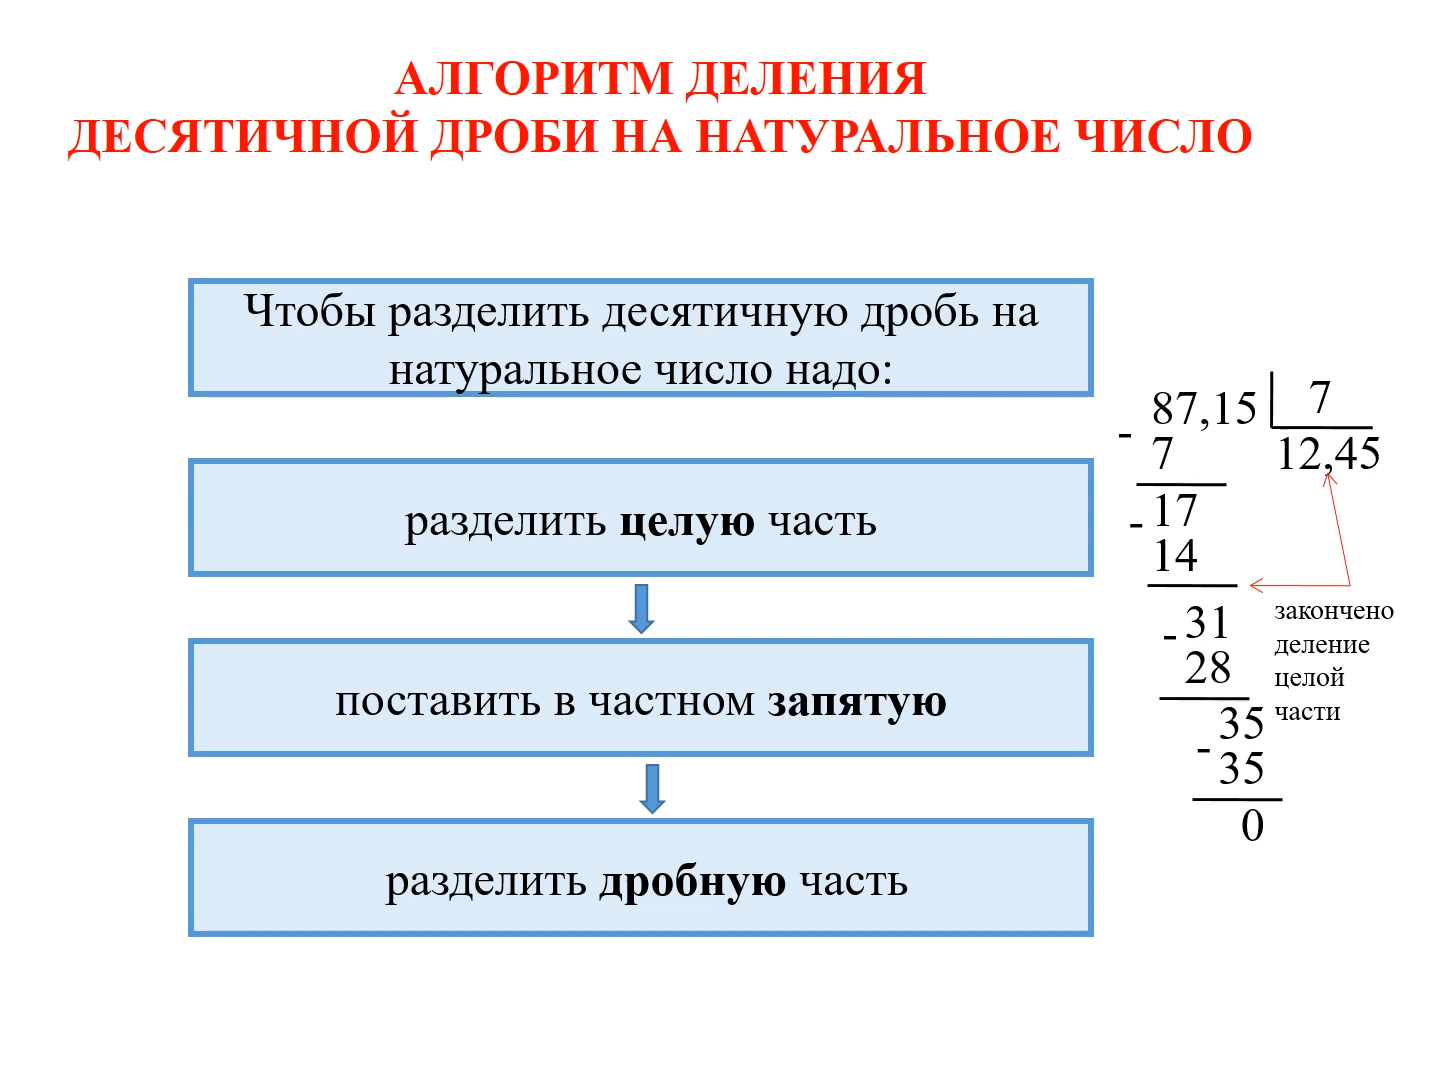 АЛГОРИТМ ДЕЛЕНИЯ
ДЕСЯТИЧНОЙ ДРОБИ НА НАТУРАЛЬНОЕ ЧИСЛО
Чтобы разделить десятичную дробь на
натуральное число надо:
разделить целую часть
поставить в частном запятую
разделить дробную часть
87,15 7
- 7 12,45
17
- 14
- 31
28
35
- 35
0
закончено
деление
целой
части